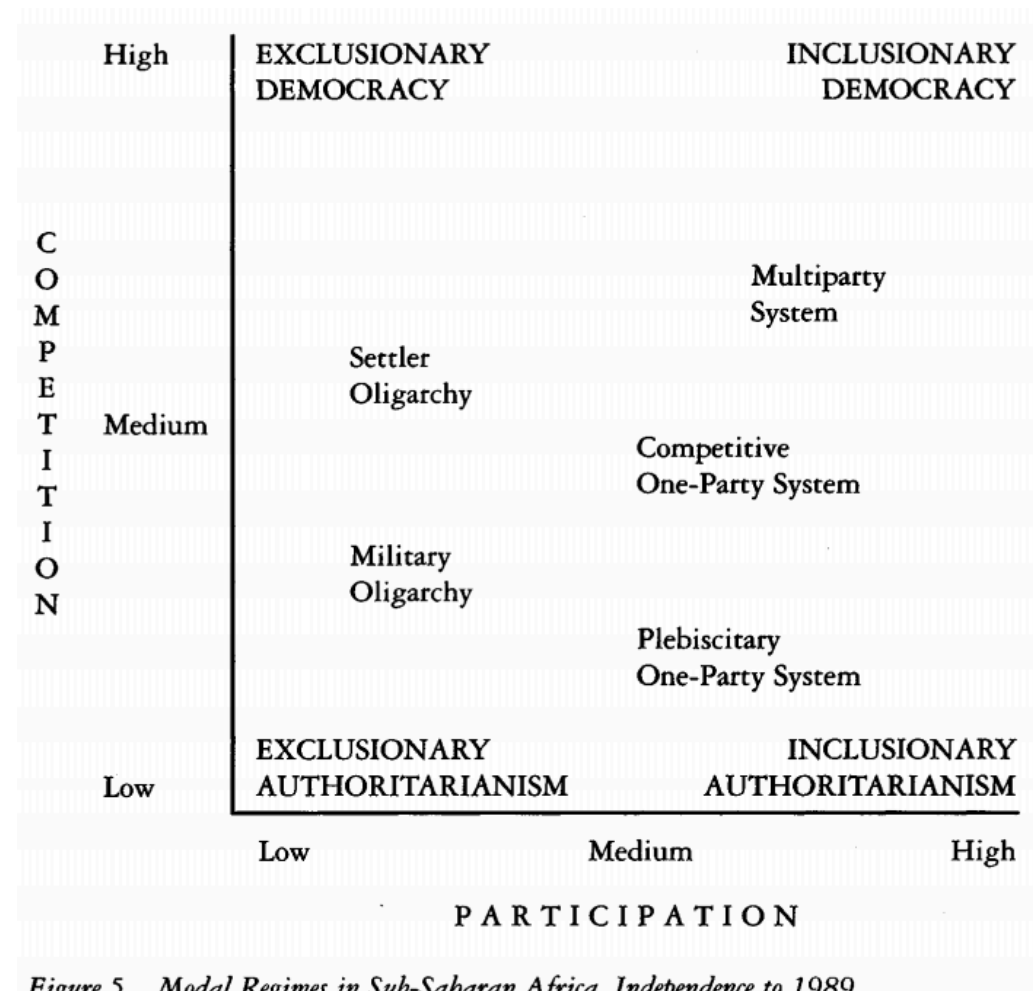 High
EXCLUSIONARY
DEMOCRACY
INCLUSIONARY
DEMOCRACY
COMPETITION
Multiparty
System
Settler
Oligarchy
Medium
Competitive
One-Party System
Military
Oligarchy
Plebiscitary
One-Party System
EXCLUSIONARY
AUTHORITARIANISM
INCLUSIONARY
AUTHORITARIANISM
Low
Low Medium High
PARTICIPATION
Figure 5. Modal Regimes in Sub-Saharan Africa, Independence to 1989